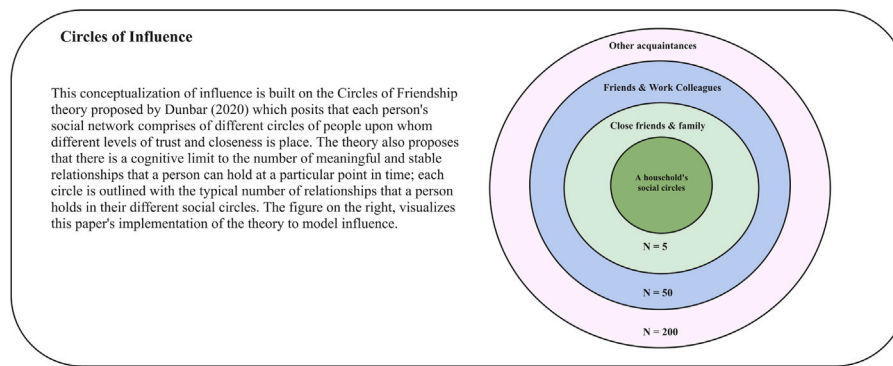 Circles of Influence
This conceptualization of influence is built on the Circles of Friendship
theory proposed by Dunbar (2020) which posits that each person's
social network comprises of different circles of people upon whom
different levels of trust and closeness is place. The theory also proposes
that there is a cognitive limit to the number of meaningful and stable
relationships that a person can hold at a particular point in time; each
circle is outlined with the typical number of relationships that a person
holds in their different social circles. The figure on the right, visualizes
this paper's implementation of the theory to model influence.
Other acquaintances
Friends & Work Colleagues
Close friends & family
A household's
social circles
N = 5
N = 50
N = 200